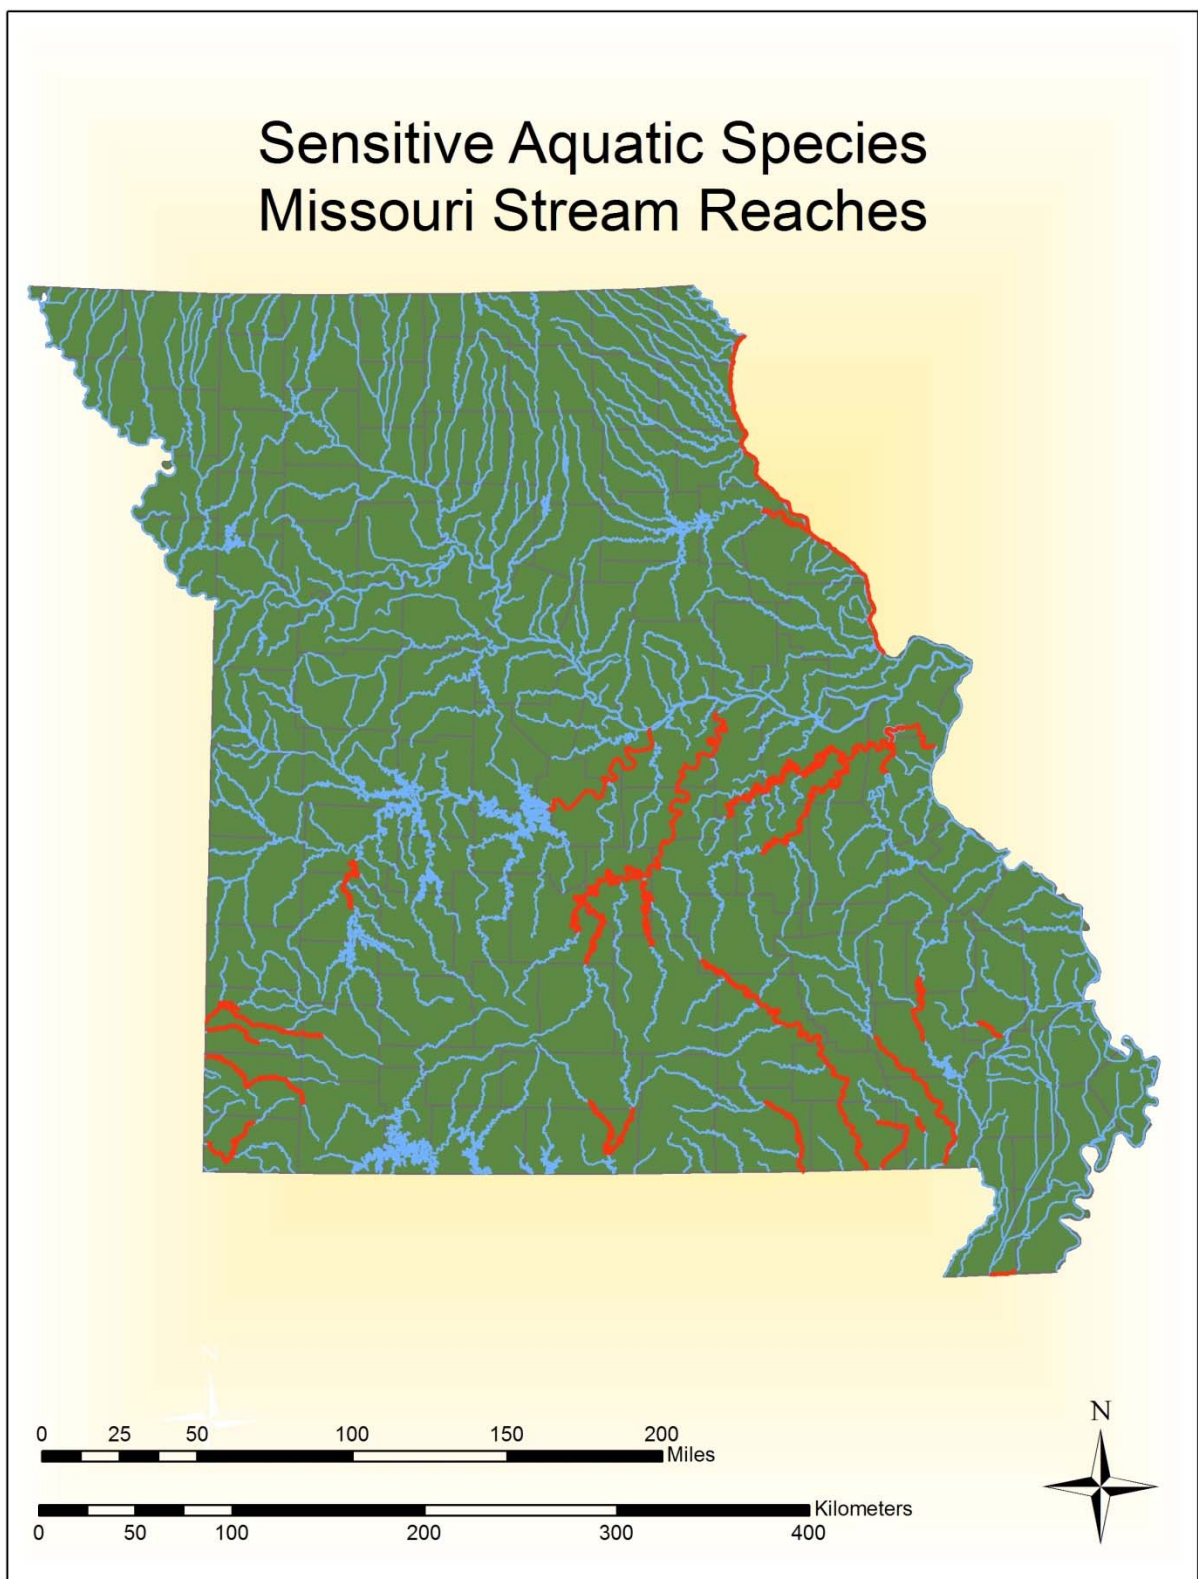 Sensitive Aquatic Species
Missouri Stream Reaches
N
0 25 50 100 150 200
Miles
N
Kilometers
0 50 100 200 300 400